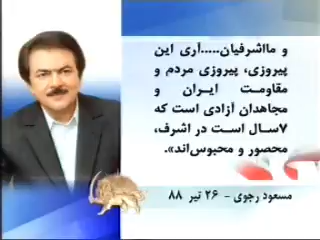 و مااشرفیان.....آری این
پیروزی، پیروزی مردم و
مقاومت ایران و
مجاهدان آزادی است که
۷سال است در اشرف،
محصور و محبوس‌اند».
مسعود رجوی - ۲۶ تیر ۸۸